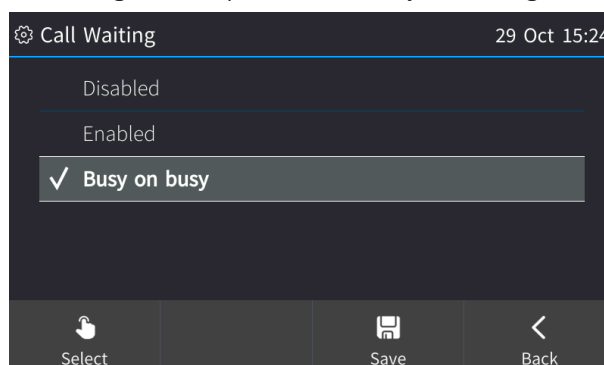 Call Waiting 29 Oct 15:24
Disabled
Enabled
Busy on busy
Select Save Back